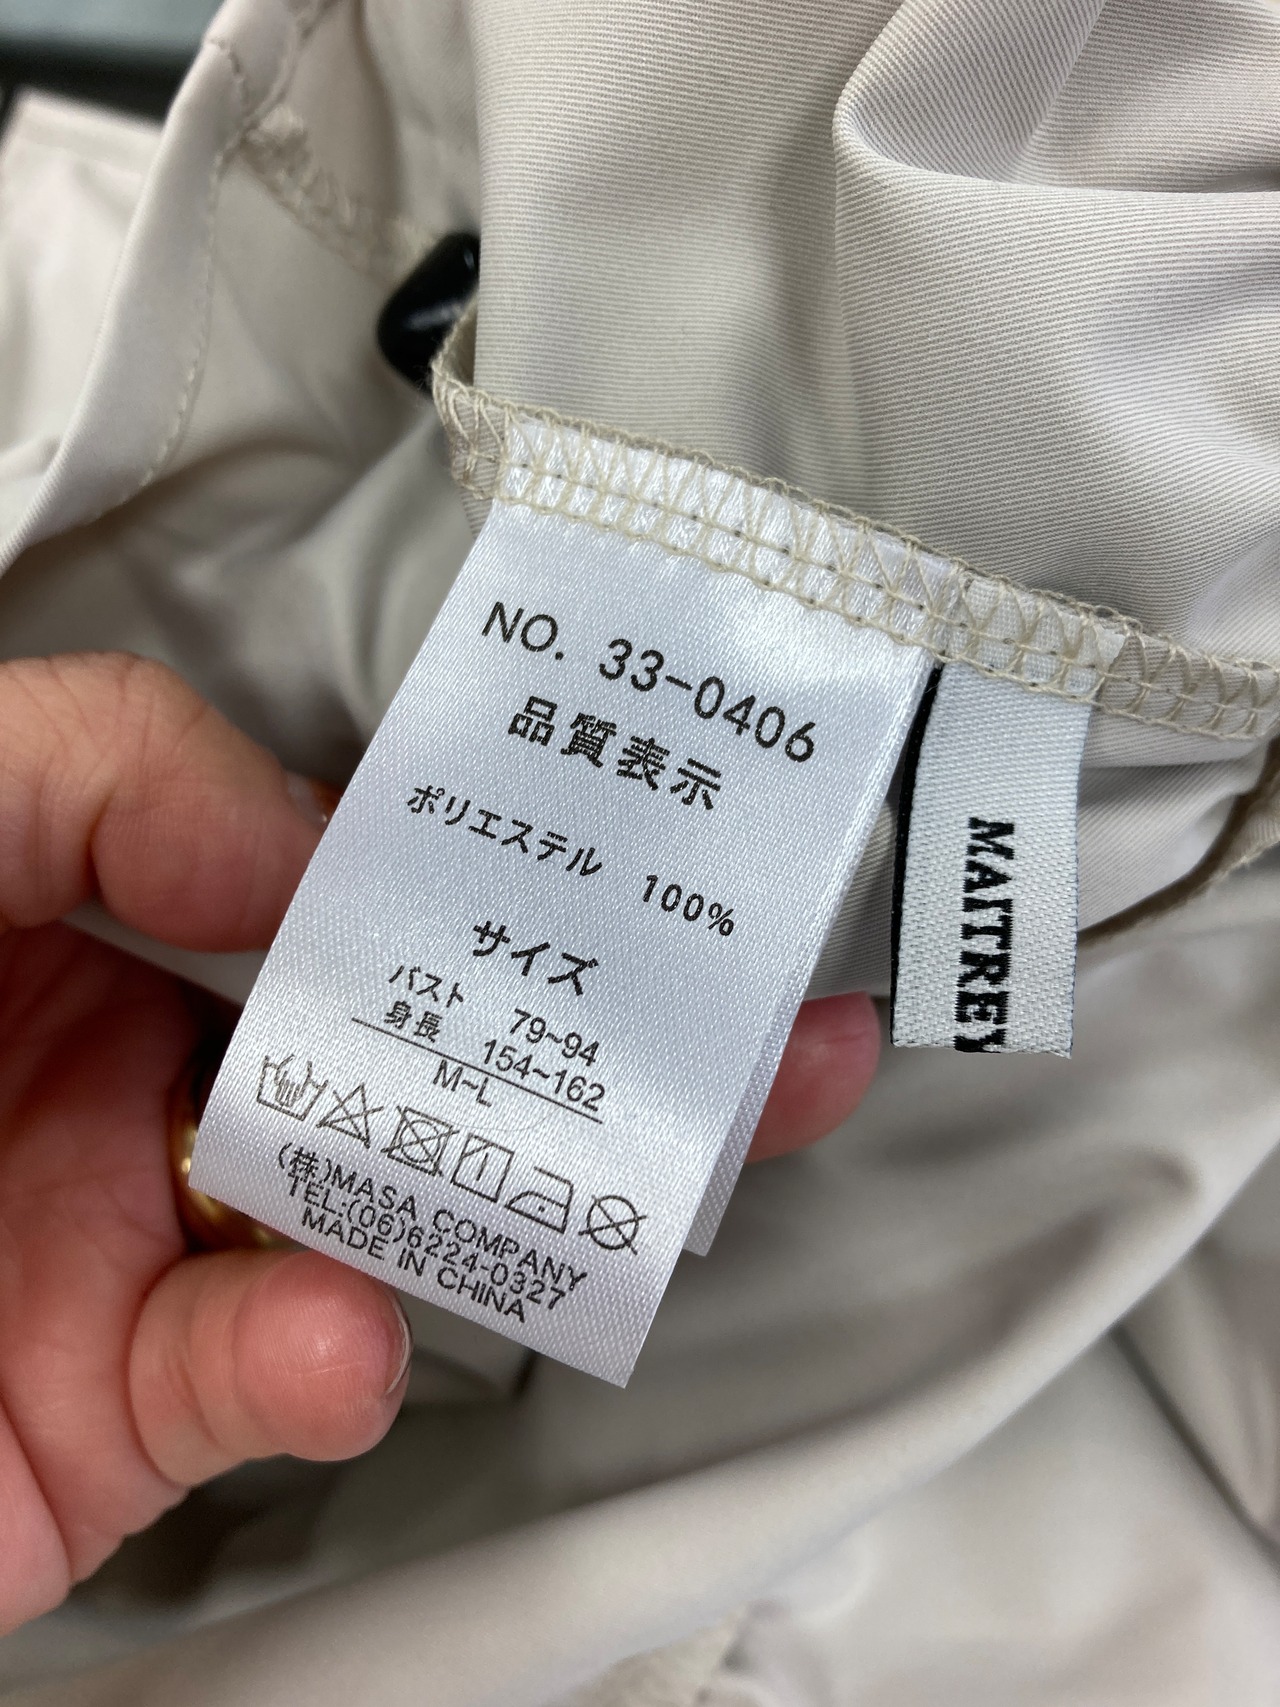 NO. 33-0406
品質表示
ポリエステル 100%
サイズ
バスト 79~94
身長 154~162
M~L
(株)MASA COMPANY
TEL:(06)6224-0327
MADE IN CHINA
MAITREY